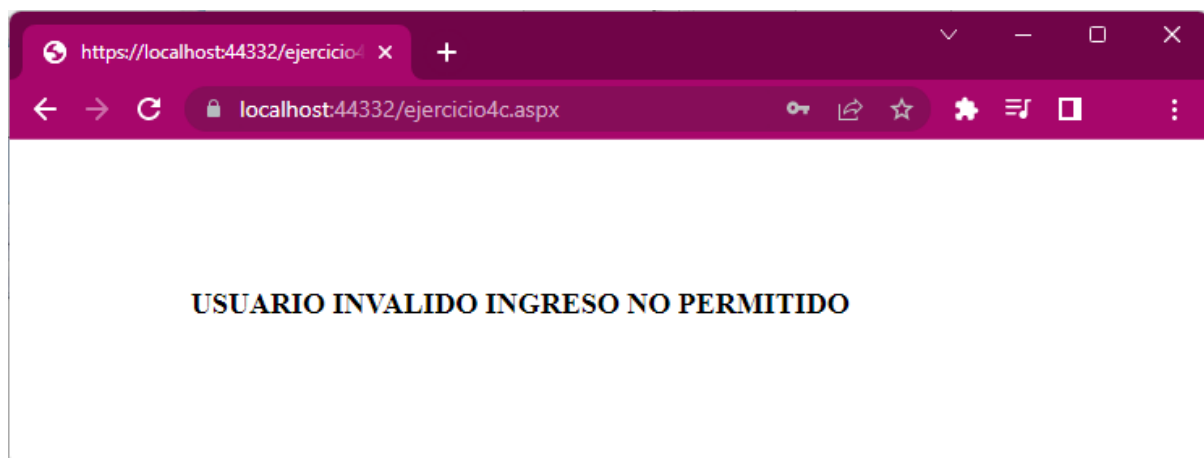 https://localhost:44332/ejercicio4
localhost:44332/ejercicio4c.aspx
USUARIO INVALIDO INGRESO NO PERMITIDO